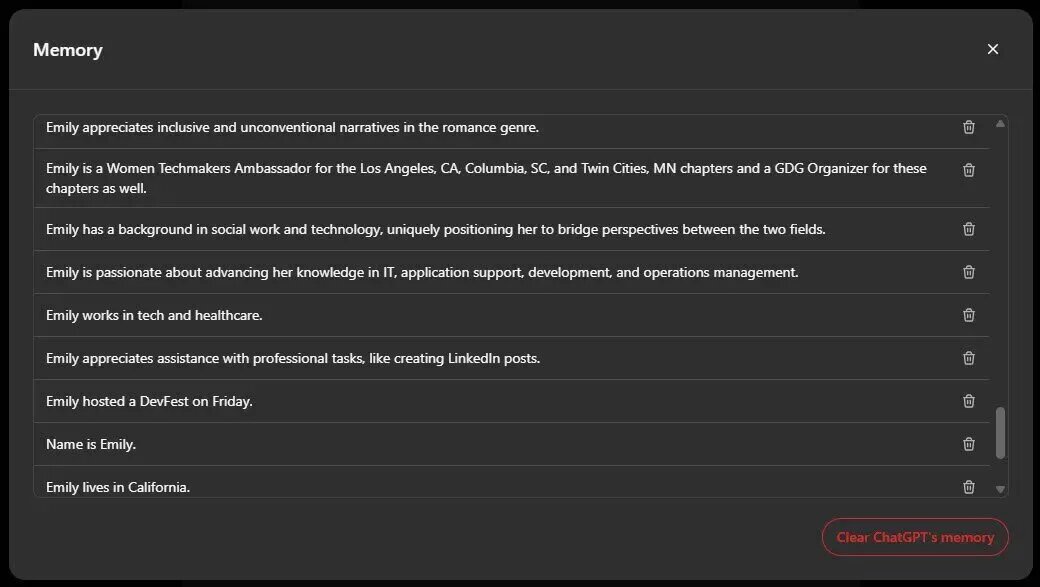 Memory
Emily appreciates inclusive and unconventional narratives in the romance genre.
Emily is a Women Techmakers Ambassador for the Los Angeles, CA, Columbia, SC, and Twin Cities, MN chapters and a GDG Organizer for these
chapters as well.
Emily has a background in social work and technology, uniquely positioning her to bridge perspectives between the two fields.
Emily is passionate about advancing her knowledge in IT, application support, development, and operations management.
Emily works in tech and healthcare.
Emily appreciates assistance with professional tasks, like creating LinkedIn posts.
Emily hosted a DevFest on Friday.
Name is Emily.
Emily lives in California.
Clear ChatGPT's memory